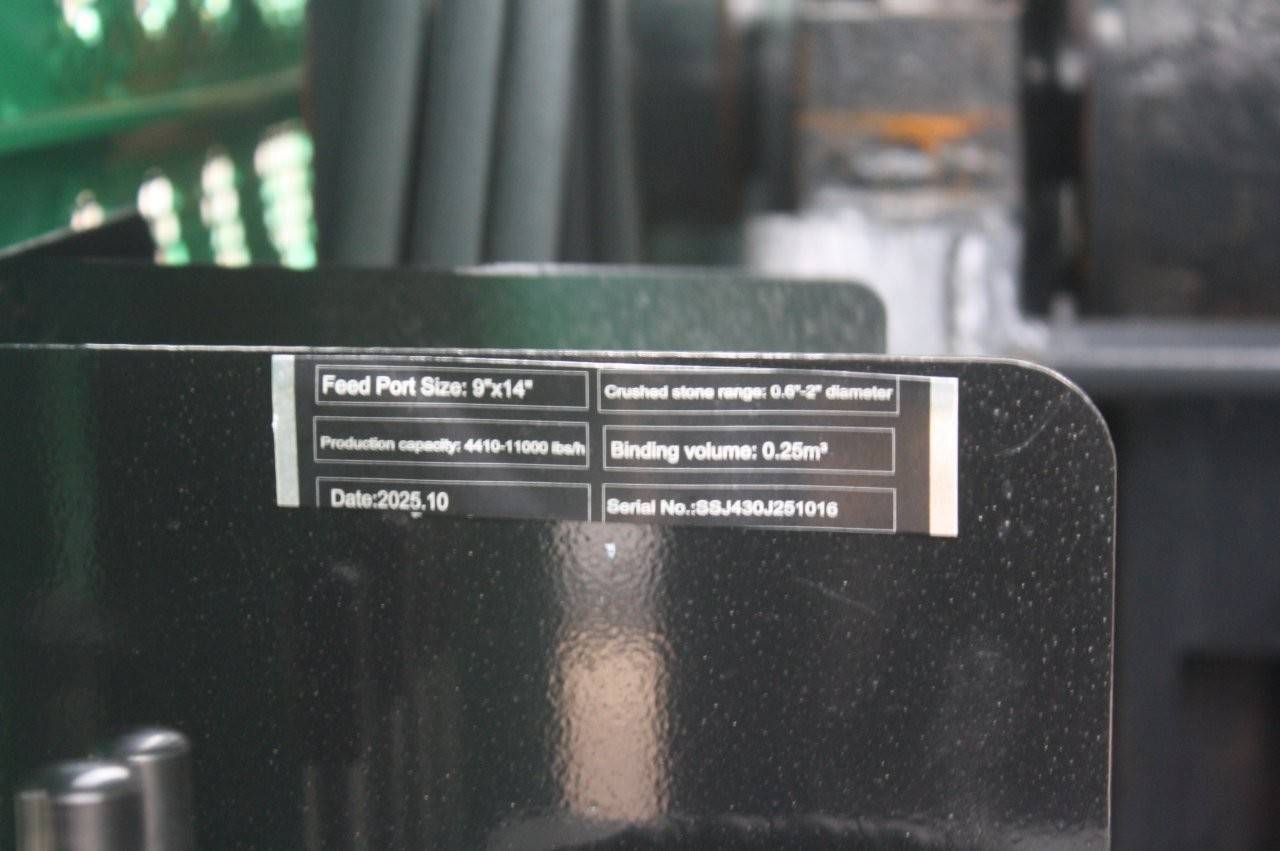 Feed Port Size: 9"x14"
Crushed stone range: 0.6"-2" diameter
Production capacity: 4410-11000 lbs/h
Binding volume: 0.25m³
Date:2025.10
Serial No.:SSJ430J251016